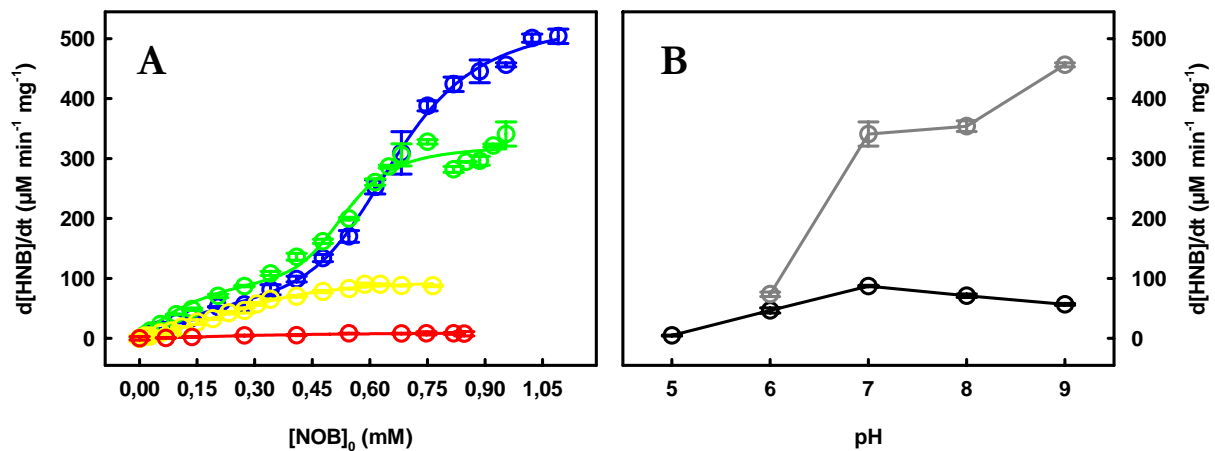 A
B
500
400
300
200
100
0
d[HNB]/dt (µM min⁻¹ mg⁻¹)
0,00 0,15 0,30 0,45 0,60 0,75 0,90 1,05
[NOB]₀ (mM)
5 6 7 8 9
pH
500
400
300
200
100
0
d[HNB]/dt (µM min⁻¹ mg⁻¹)